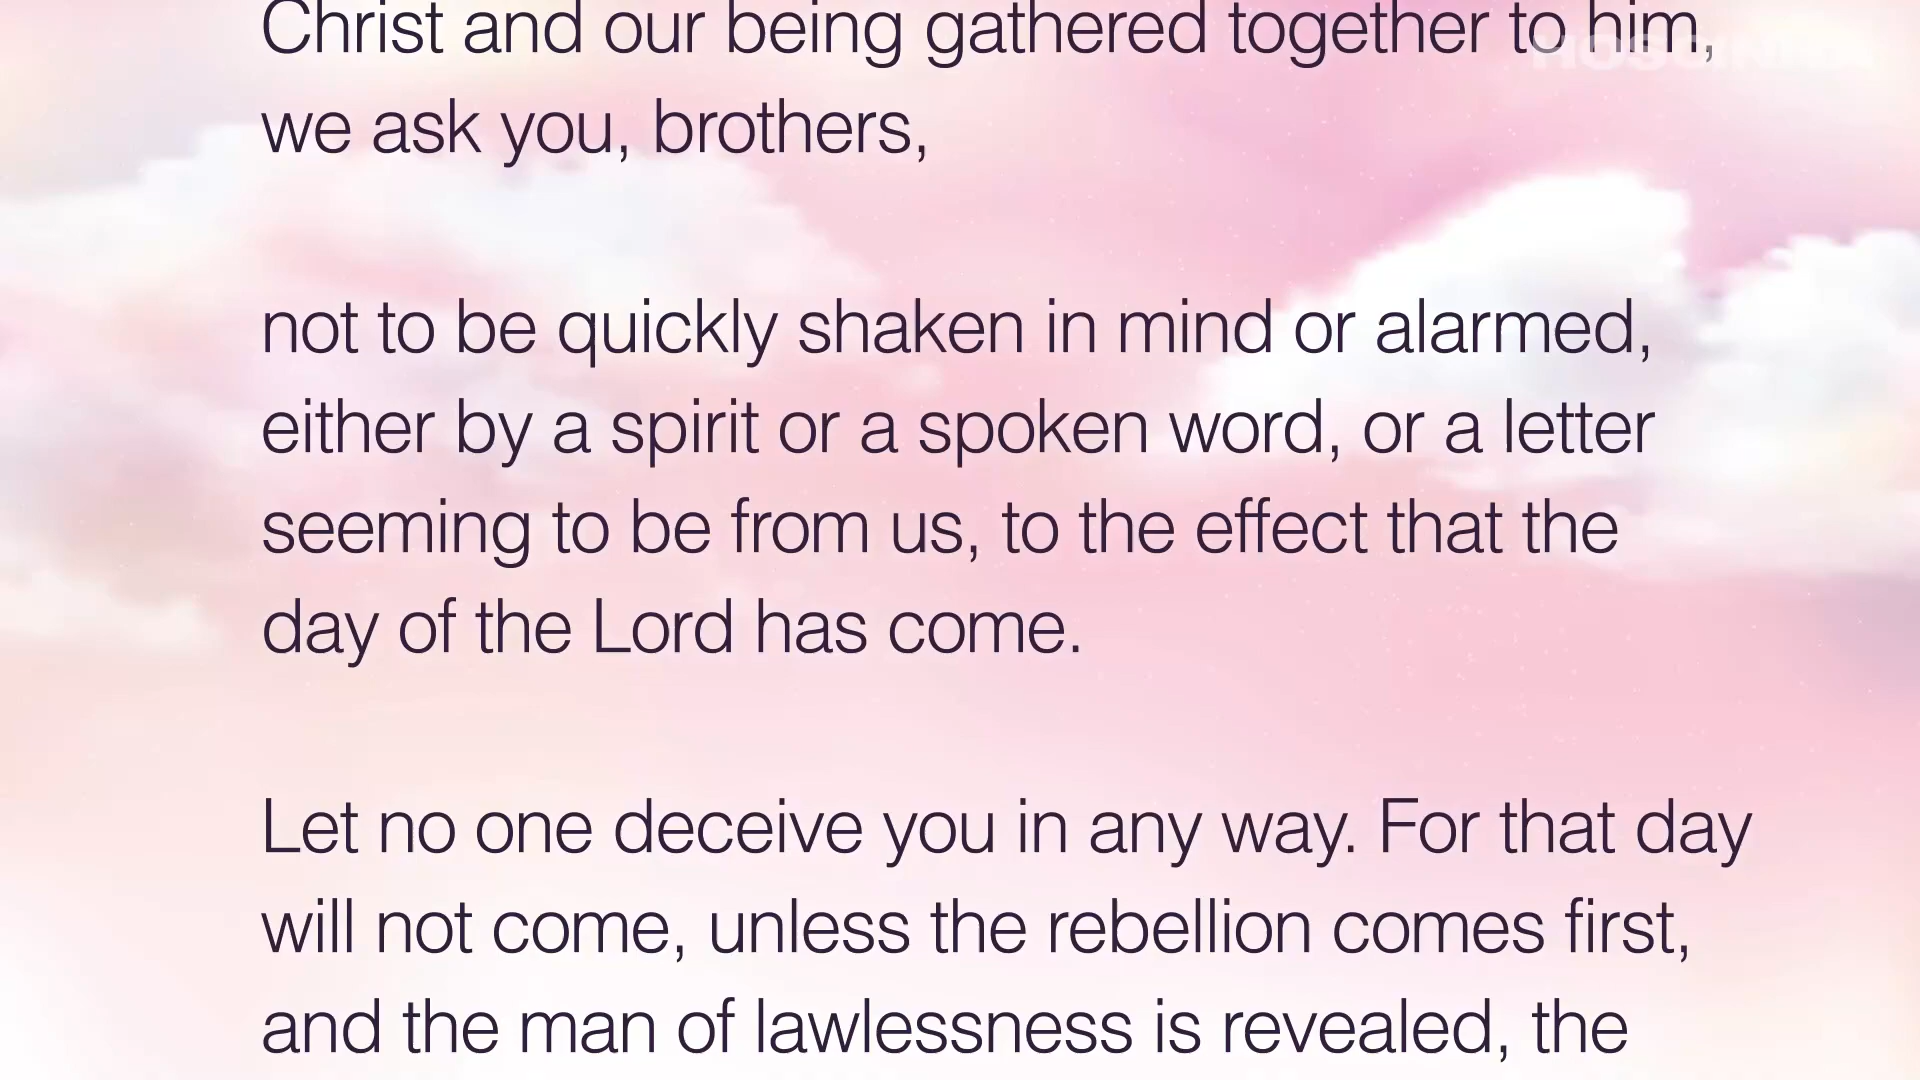 Christ and our being gathered together to him,
we ask you, brothers,
not to be quickly shaken in mind or alarmed,
either by a spirit or a spoken word, or a letter
seeming to be from us, to the effect that the
day of the Lord has come.
Let no one deceive you in any way. For that day
will not come, unless the rebellion comes first,
and the man of lawlessness is revealed, the